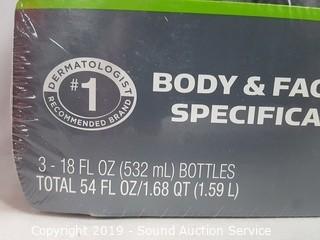 DERMATOLOGIST
#1
RECOMMENDED BRAND
BODY & FAC
SPECIFICA
3 - 18 FL OZ (532 mL) BOTTLES
TOTAL 54 FL OZ/1.68 QT (1.59 L)
Copyright 2019 - Sound Auction Service